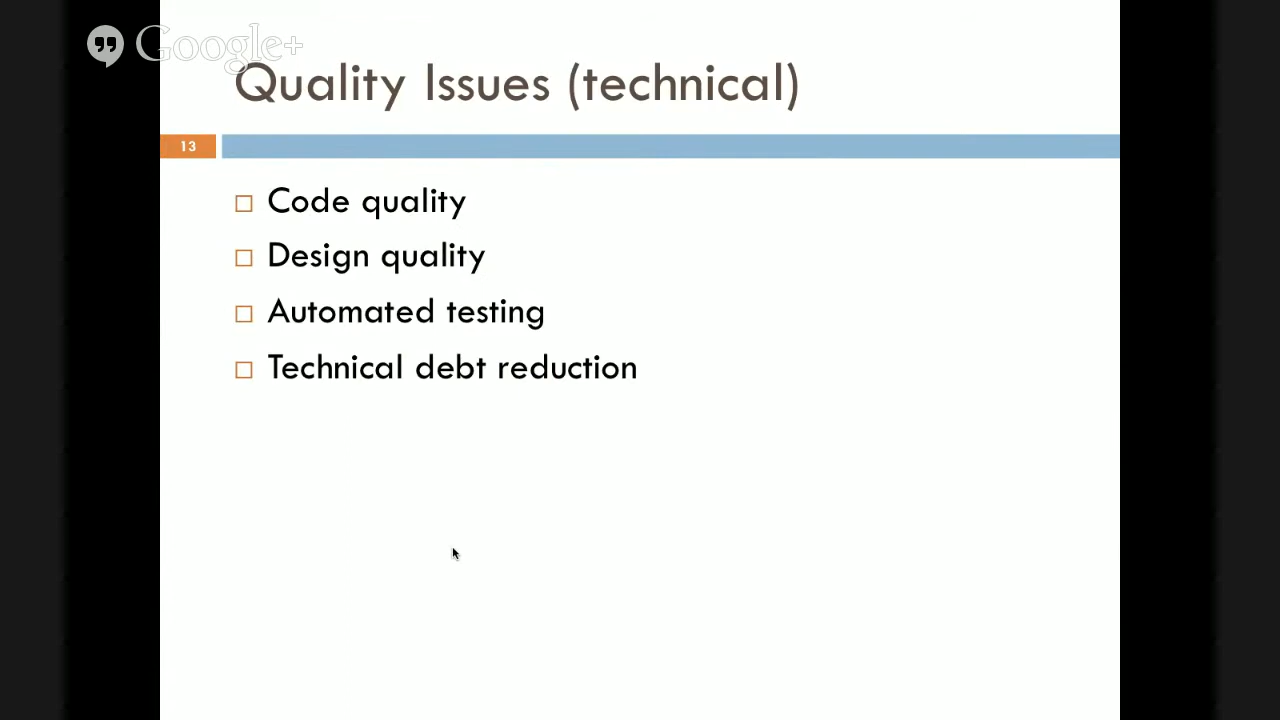 Google+
Quality Issues (technical)
13
Code quality
Design quality
Automated testing
Technical debt reduction